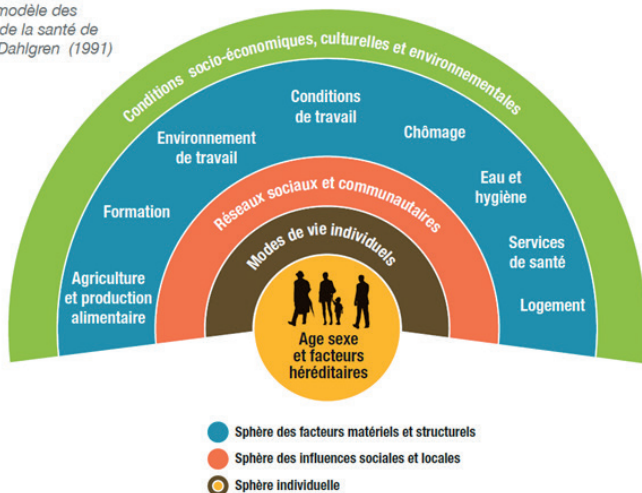 modèle des
de la santé de
Dahlgren (1991)
Conditions socio-économiques, culturelles et environnementales
Conditions
de travail
Environnement
de travail
Chômage
Eau et
hygiène
Formation
Services
de santé
Agriculture
et production
alimentaire
Logement
Réseaux sociaux et communautaires
Modes de vie individuels
Age sexe
et facteurs
héréditaires
Sphère des facteurs matériels et structurels
Sphère des influences sociales et locales
Sphère individuelle